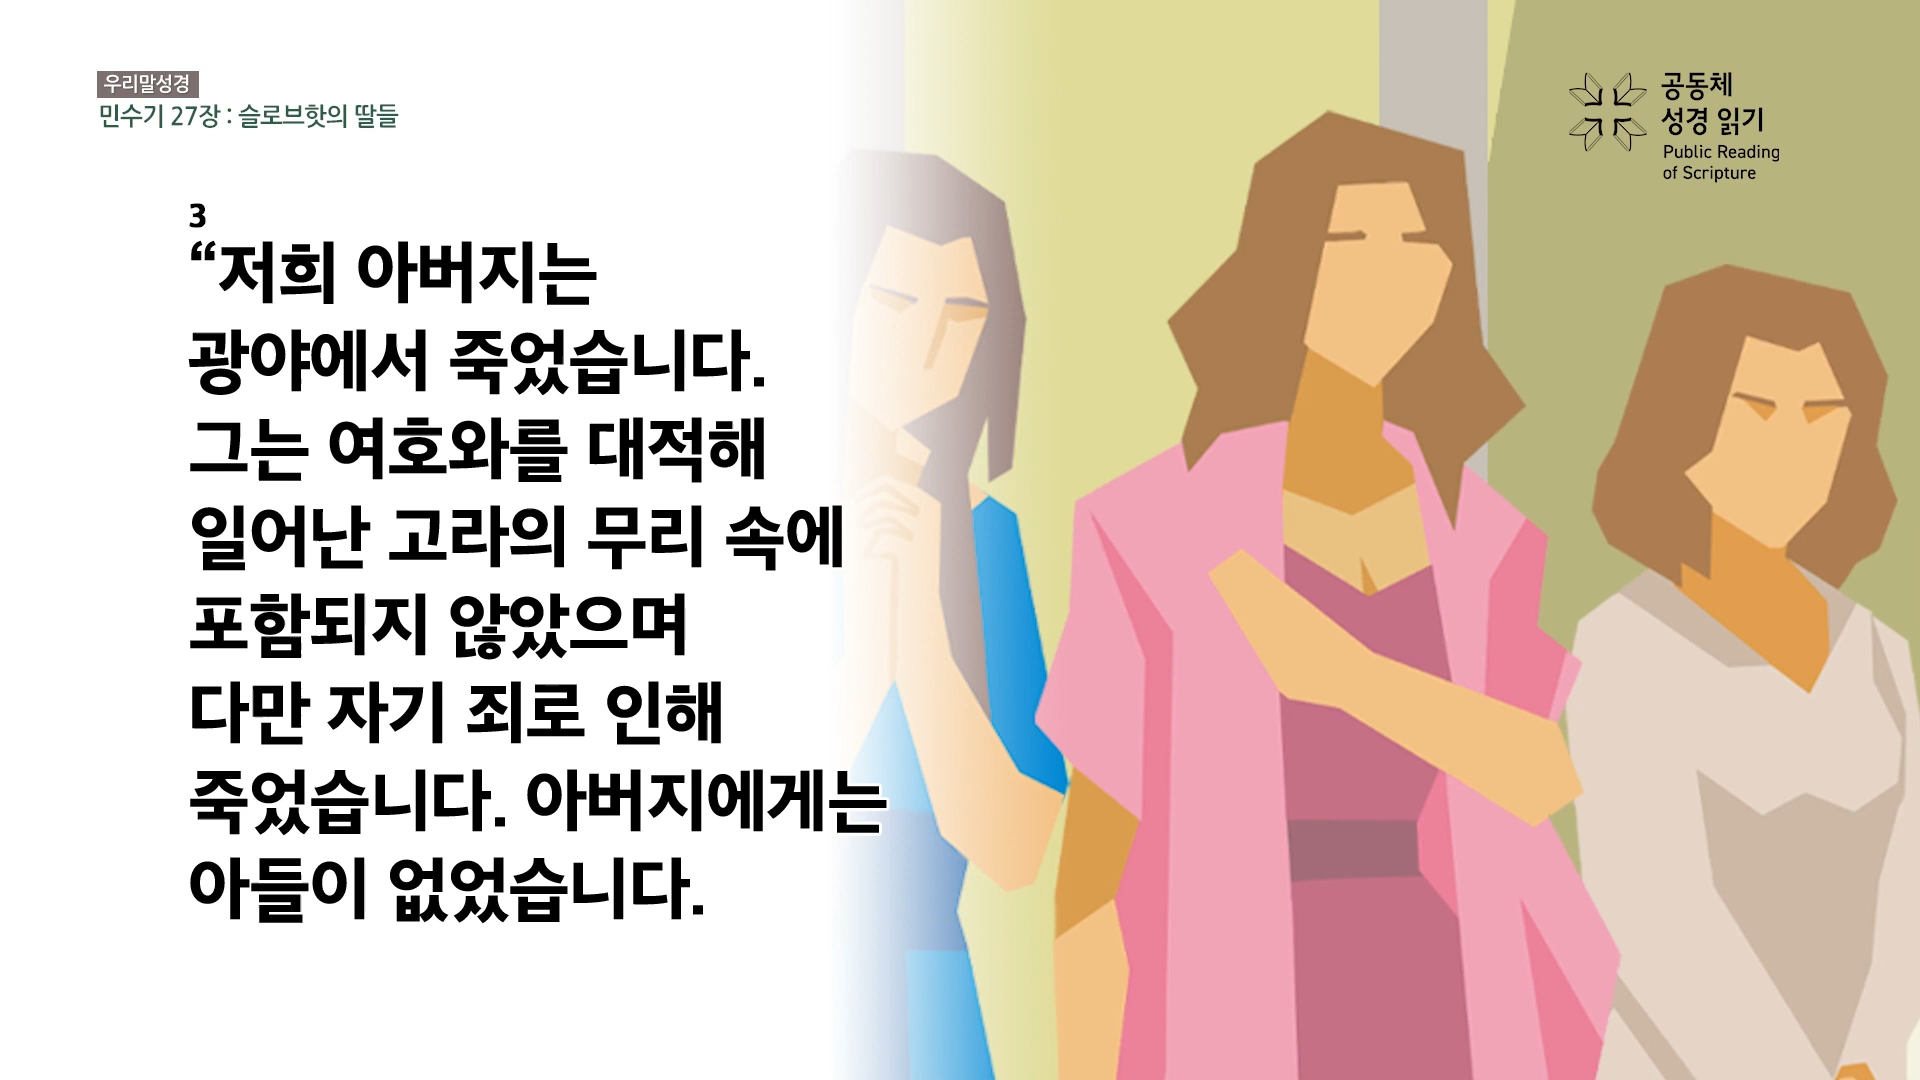 우리말성경
민수기 27장 : 슬로브핫의 딸들
공동체
성경 읽기
Public Reading
of Scripture
3
“저희 아버지는
광야에서 죽었습니다.
그는 여호와를 대적해
일어난 고라의 무리 속에
포함되지 않았으며
다만 자기 죄로 인해
죽었습니다. 아버지에게는
아들이 없었습니다.